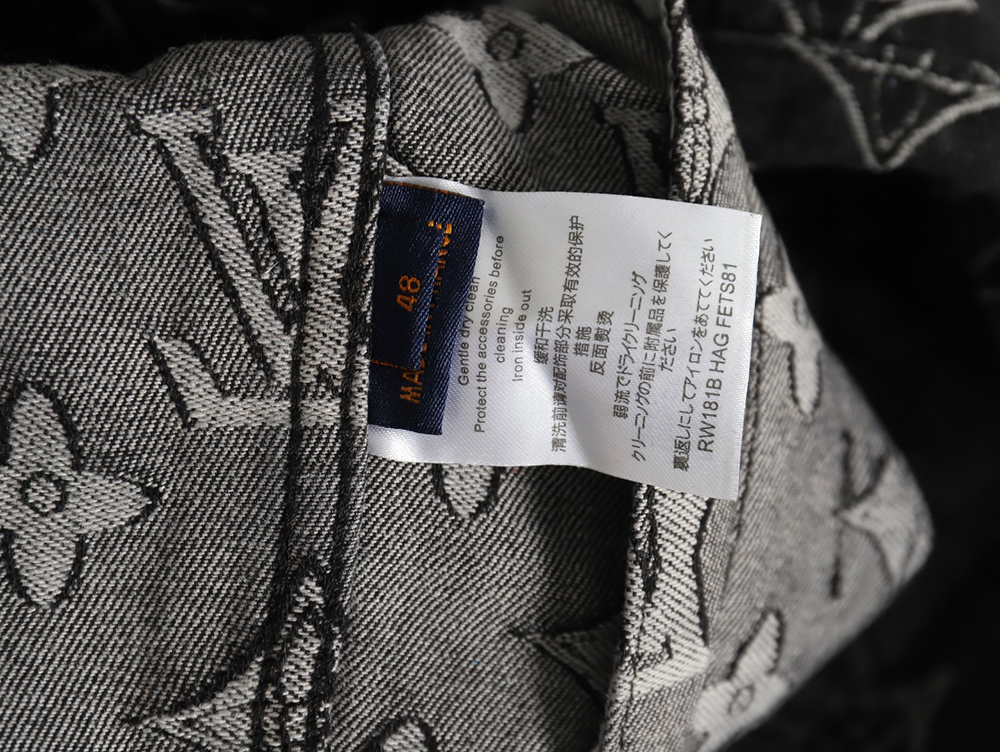 48
Gentle dry clean
Protect the accessories before
cleaning
Iron inside out
缓和干洗
清洗前请对配饰部分采取有效的保护
措施
反面熨烫
弱流でドライクリーニング
クリーニングの前に附属品を保護してく
ださい
裏返しにしてアイロンをあててください
RW181B HAG FETS81